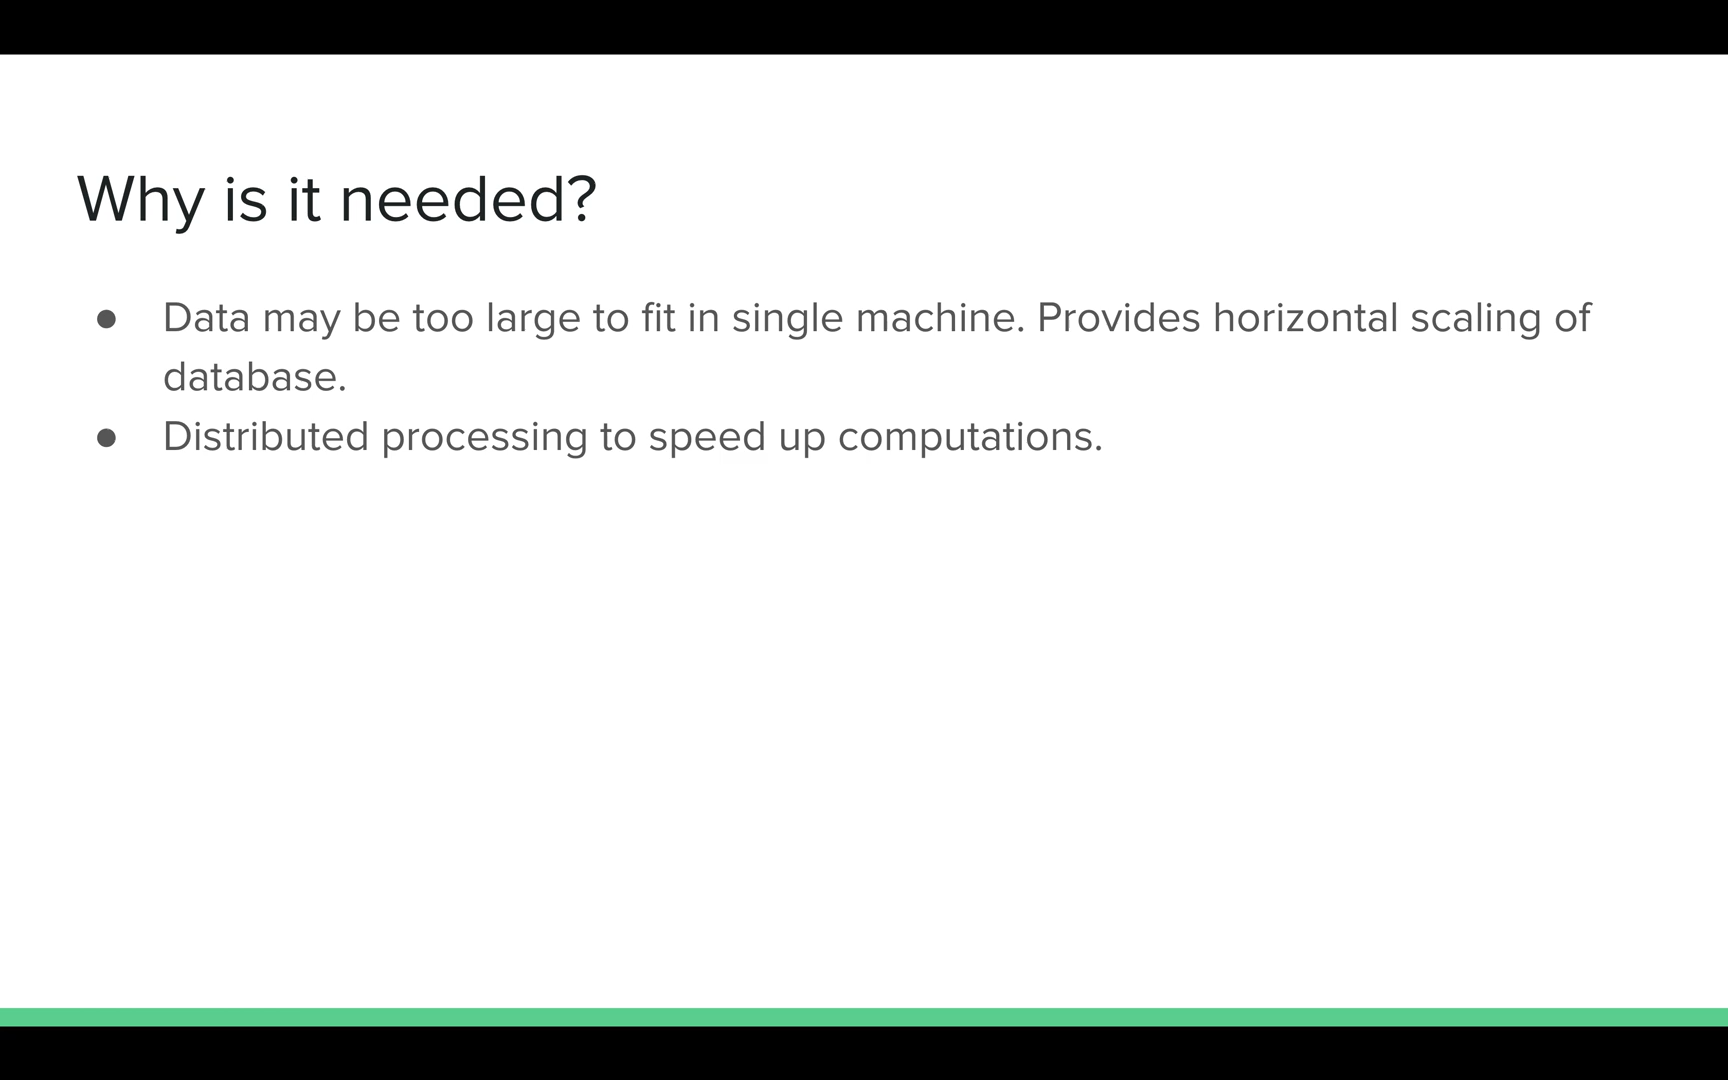 Why is it needed?
● Data may be too large to fit in single machine. Provides horizontal scaling of
database.
● Distributed processing to speed up computations.